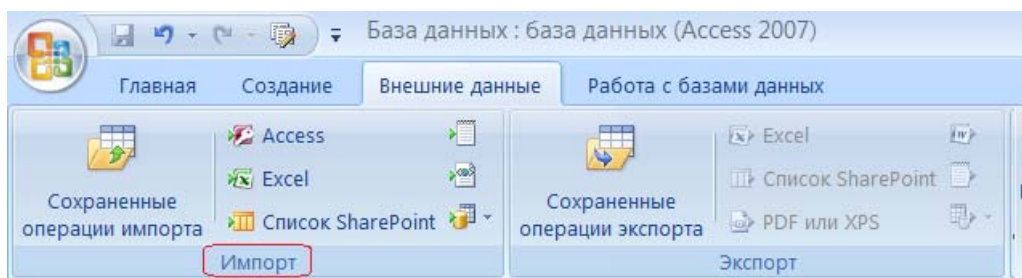 База данных : база данных (Access 2007)
Главная Создание Внешние данные Работа с базами данных
Сохраненные
операции импорта
Access
Excel
Список SharePoint
Импорт
Сохраненные
операции экспорта
Excel
Список SharePoint
PDF или XPS
Экспорт